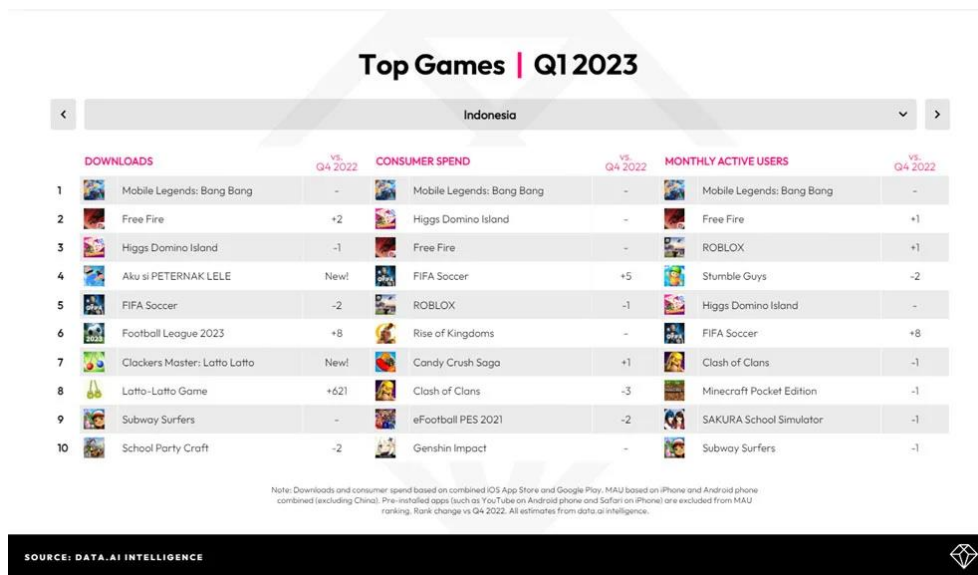 Top Games | Q1 2023
Indonesia
DOWNLOADS vs. Q4 2022 CONSUMER SPEND vs. Q4 2022 MONTHLY ACTIVE USERS vs. Q4 2022
1 Mobile Legends: Bang Bang - Mobile Legends: Bang Bang - Mobile Legends: Bang Bang -
2 Free Fire +2 Higgs Domino Island - Free Fire +1
3 Higgs Domino Island -1 Free Fire - ROBLOX +1
4 Aku si PETERNAK LELE New! FIFA Soccer +5 Stumble Guys -2
5 FIFA Soccer -2 ROBLOX -1 Higgs Domino Island -
6 Football League 2023 +8 Rise of Kingdoms - FIFA Soccer +8
7 Clackers Master: Latto Latto New! Candy Crush Saga +1 Clash of Clans -1
8 Latto-Latto Game +621 Clash of Clans -3 Minecraft Pocket Edition -1
9 Subway Surfers - eFootball PES 2021 -2 SAKURA School Simulator -1
10 School Party Craft -2 Genshin Impact - Subway Surfers -1
Note: Downloads and consumer spend based on combined iOS App Store and Google Play. MAU based on iPhone and Android phone
combined (excluding China). Pre-installed apps (such as YouTube on Android phone and Safari on iPhone) are excluded from MAU
ranking. Rank change vs Q4 2022. All estimates from data.ai intelligence.
SOURCE: DATA.AI INTELLIGENCE